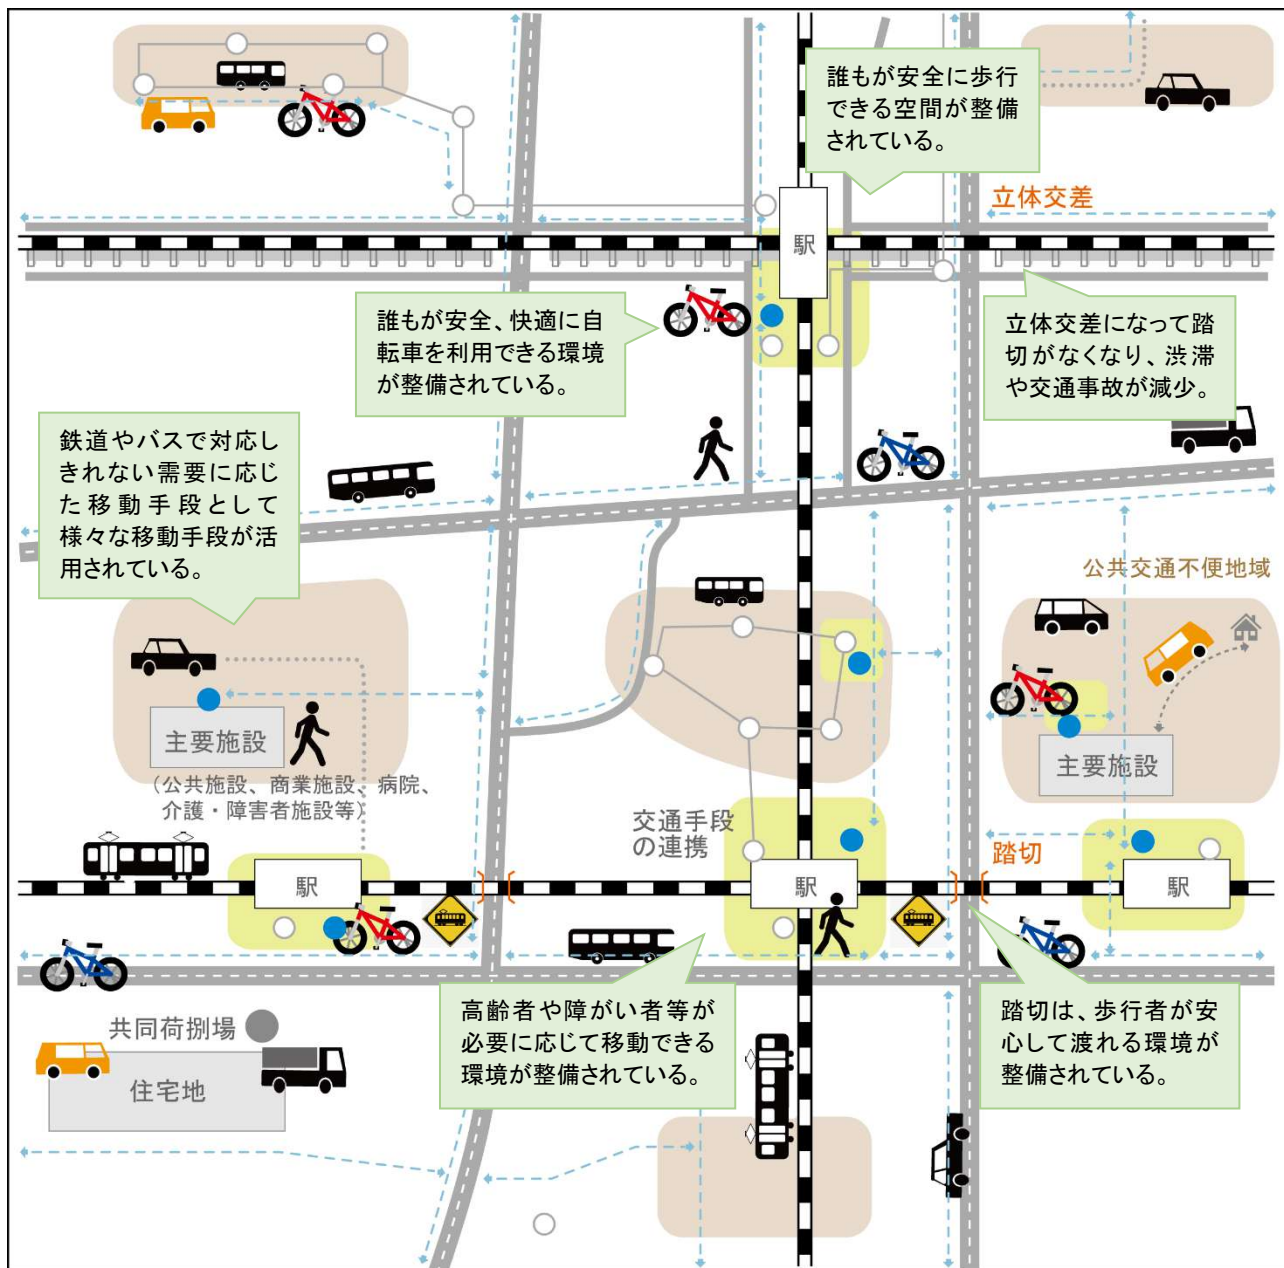 誰もが安全に歩行
できる空間が整備
されている。
立体交差
駅
誰もが安全、快適に自
転車を利用できる環境
が整備されている。
立体交差になって踏
切がなくなり、渋滞
や交通事故が減少。
鉄道やバスで対応し
きれない需要に応じ
た移動手段として
様々な移動手段が活
用されている。
公共交通不便地域
主要施設
（公共施設、商業施設、病院、
介護・障害者施設等）
主要施設
交通手段
の連携
踏切
駅
駅
駅
高齢者や障がい者等が
必要に応じて移動できる
環境が整備されている。
踏切は、歩行者が安
心して渡れる環境が
整備されている。
共同荷捌場
住宅地